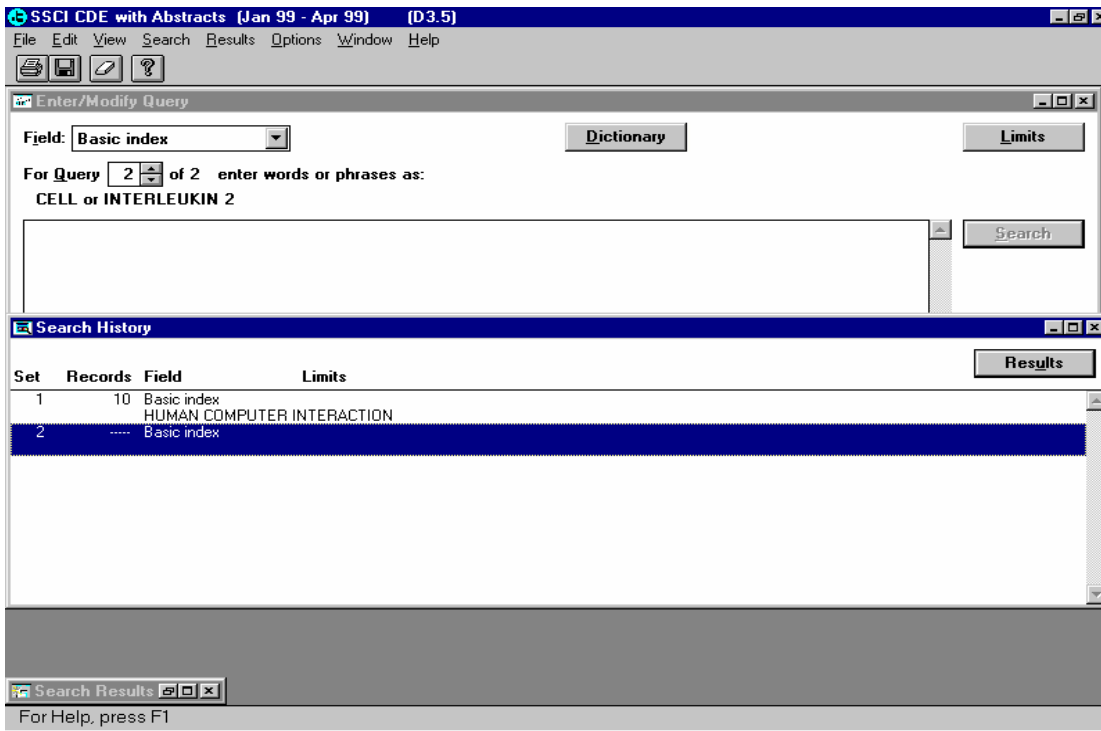 SSCI CDE with Abstracts (Jan 99 - Apr 99) (D3.5)
File Edit View Search Results Options Window Help
Enter/Modify Query
Field: Basic index Dictionary Limits
For Query 2 of 2 enter words or phrases as:
CELL or INTERLEUKIN 2
Search
Search History
Results
Set Records Field Limits
1 10 Basic index
HUMAN COMPUTER INTERACTION
2 ----- Basic index
Search Results
For Help, press F1